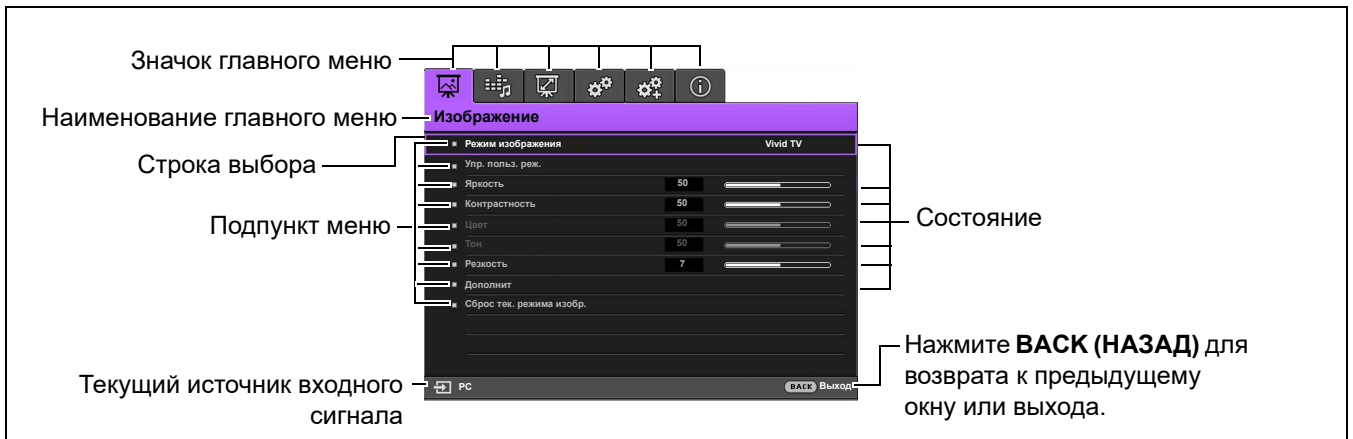 Значок главного меню
Наименование главного меню
Изображение
Строка выбора
Режим изображения Vivid TV
Упр. польз. реж.
Яркость 50
Контрастность 50
Подпункт меню
Цвет 50
Состояние
Тон 50
Резкость 7
Дополнит
Сброс тек. режима изобр.
Текущий источник входного
сигнала
PC
BACK Выход
Нажмите BACK (НАЗАД) для
возврата к предыдущему
окну или выхода.